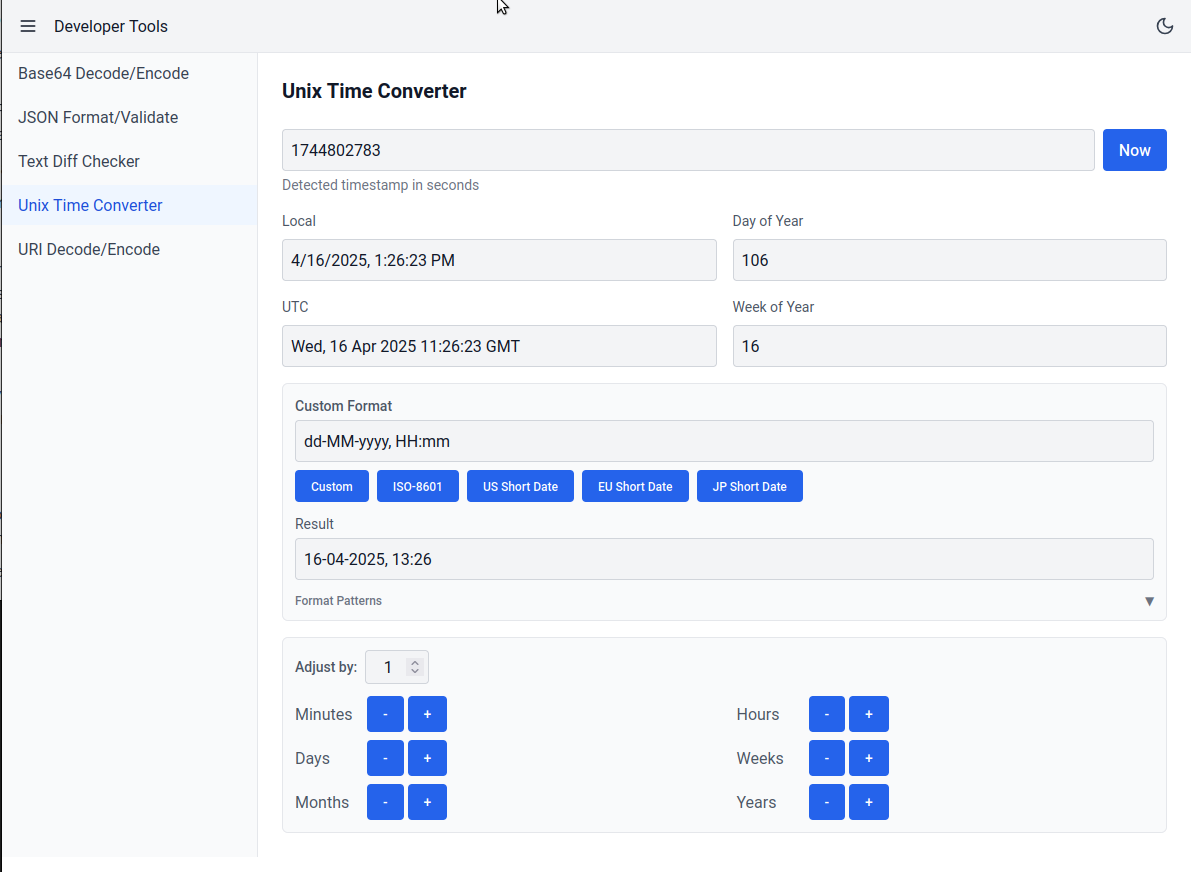 Developer Tools
Base64 Decode/Encode
JSON Format/Validate
Text Diff Checker
Unix Time Converter
URI Decode/Encode
Unix Time Converter
1744802783
Now
Detected timestamp in seconds
Local
Day of Year
4/16/2025, 1:26:23 PM
106
UTC
Week of Year
Wed, 16 Apr 2025 11:26:23 GMT
16
Custom Format
dd-MM-yyyy, HH:mm
Custom
ISO-8601
US Short Date
EU Short Date
JP Short Date
Result
16-04-2025, 13:26
Format Patterns ▼
Adjust by: 1
Minutes - +
Hours - +
Days - +
Weeks - +
Months - +
Years - +